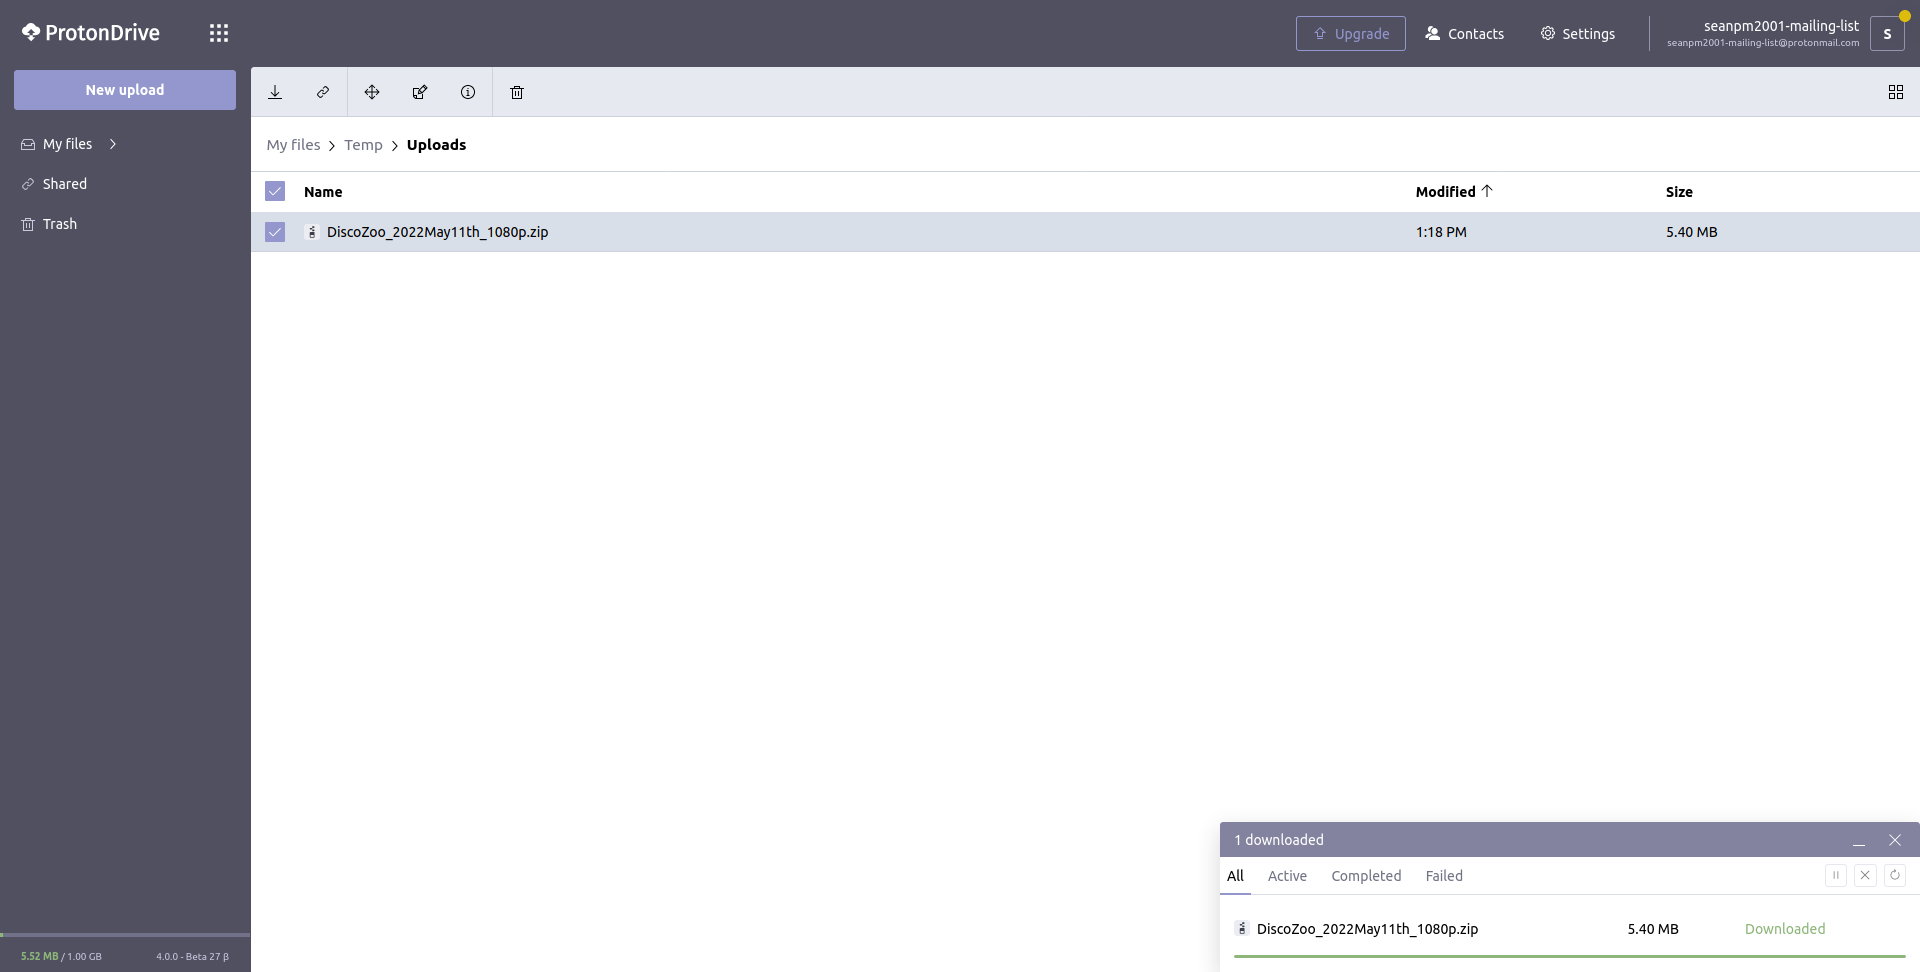 ProtonDrive
Upgrade
Contacts
Settings
seanpm2001-mailing-list
seanpm2001-mailing-list@protonmail.com
S
New upload
My files
Shared
Trash
My files > Temp > Uploads
Name Modified Size
DiscoZoo_2022May11th_1080p.zip 1:18 PM 5.40 MB
1 downloaded
All Active Completed Failed
DiscoZoo_2022May11th_1080p.zip 5.40 MB Downloaded
5.52 MB / 1.00 GB 4.0.0 - Beta 27 β